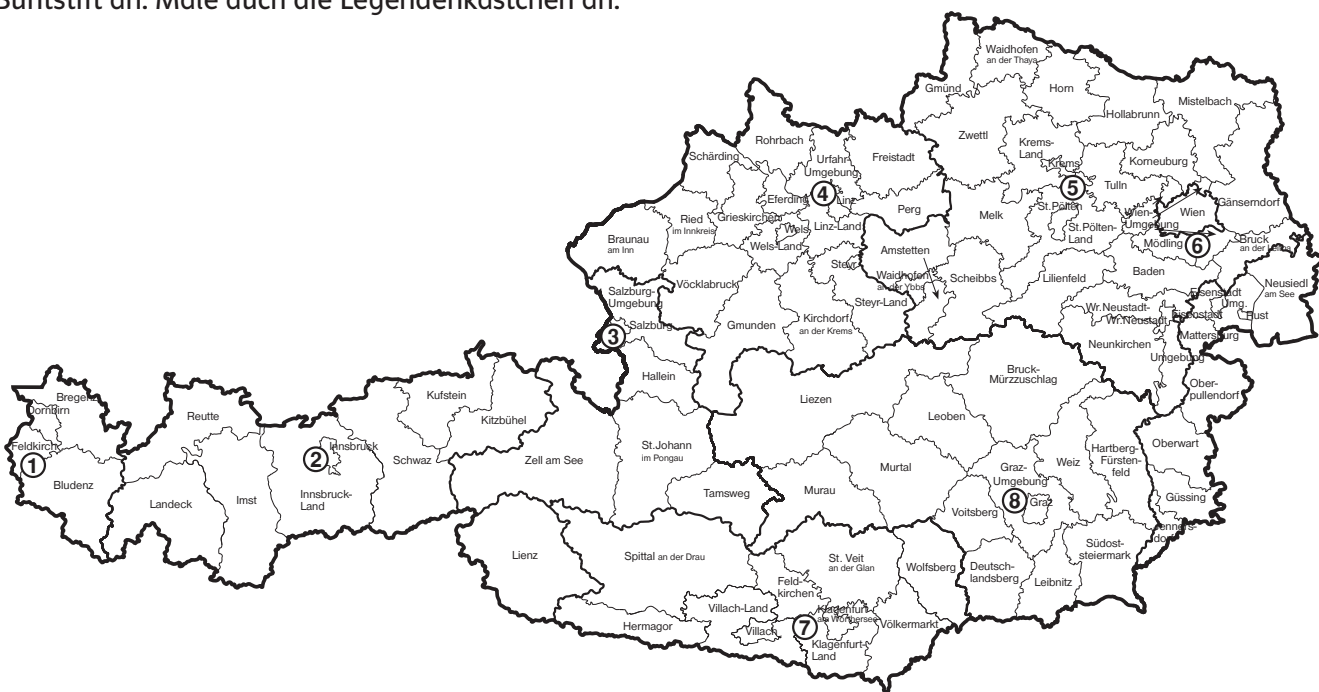 Buntstift an. Male auch die Legendenkästchen an.
Waidhofen
an der Thaya
Gmünd
Horn
Mistelbach
Hollabrunn
Zwettl
Rohrbach
Krems-
Land
Schärding
Urfahr
Umgebung
Freistadt
Krems
Korneuburg
5
Tulln
4
Eferding
Linz
Perg
St.Pölten
Wien-
Umgebung
Wien
Gänserndorf
Melk
Ried
im Innkreis
Grieskirchen
Wels
Linz-Land
St.Pölten-
Land
Braunau
am Inn
Wels-Land
Mödling
6
Bruck
an der Leitha
Amstetten
Steyr
Waidhofen
an der Ybbs
Scheibbs
Lilienfeld
Baden
Neusiedl
am See
Vöcklabruck
Salzburg-
Umgebung
Steyr-Land
Eisenstadt
Umg.
Wr.Neustadt-
Eisenstadt
Rust
Wr.Neustadt
Gmunden
Kirchdorf
an der Krems
Salzburg
3
Mattersburg
Neunkirchen
Umgebung
Hallein
Bruck-
Mürzzuschlag
Ober-
pullendorf
Bregenz
Dornbirn
Kufstein
Liezen
Reutte
Kitzbühel
Leoben
Feldkirch
1
Innsbruck
2
St.Johann
im Pongau
Hartberg-
Fürsten-
feld
Oberwart
Schwaz
Zell am See
Murtal
Weiz
Graz-
Umgebung
Bludenz
Landeck
Imst
Innsbruck-
Land
Tamsweg
Murau
8
Graz
Güssing
Voitsberg
Jenners-
dorf
Südost-
steiermark
Lienz
Spittal an der Drau
St. Veit
an der Glan
Wolfsberg
Deutsch-
landsberg
Leibnitz
Feld-
kirchen
Villach-Land
Klagenfurt
am Wörthersee
Hermagor
Villach
7
Völkermarkt
Klagenfurt-
Land